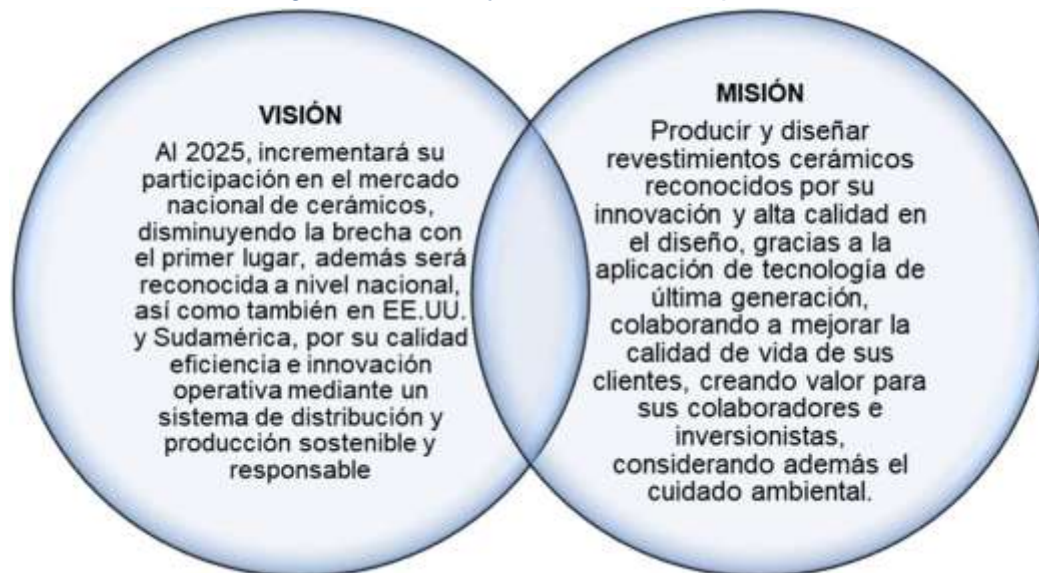 VISIÓN
Al 2025, incrementará su
participación en el mercado
nacional de cerámicos,
disminuyendo la brecha con
el primer lugar, además será
reconocida a nivel nacional,
así como también en EE.UU.
y Sudamérica, por su calidad
eficiencia e innovación
operativa mediante un
sistema de distribución y
producción sostenible y
responsable
MISIÓN
Producir y diseñar
revestimientos cerámicos
reconocidos por su
innovación y alta calidad en
el diseño, gracias a la
aplicación de tecnología de
última generación,
colaborando a mejorar la
calidad de vida de sus
clientes, creando valor para
sus colaboradores e
inversionistas,
considerando además el
cuidado ambiental.